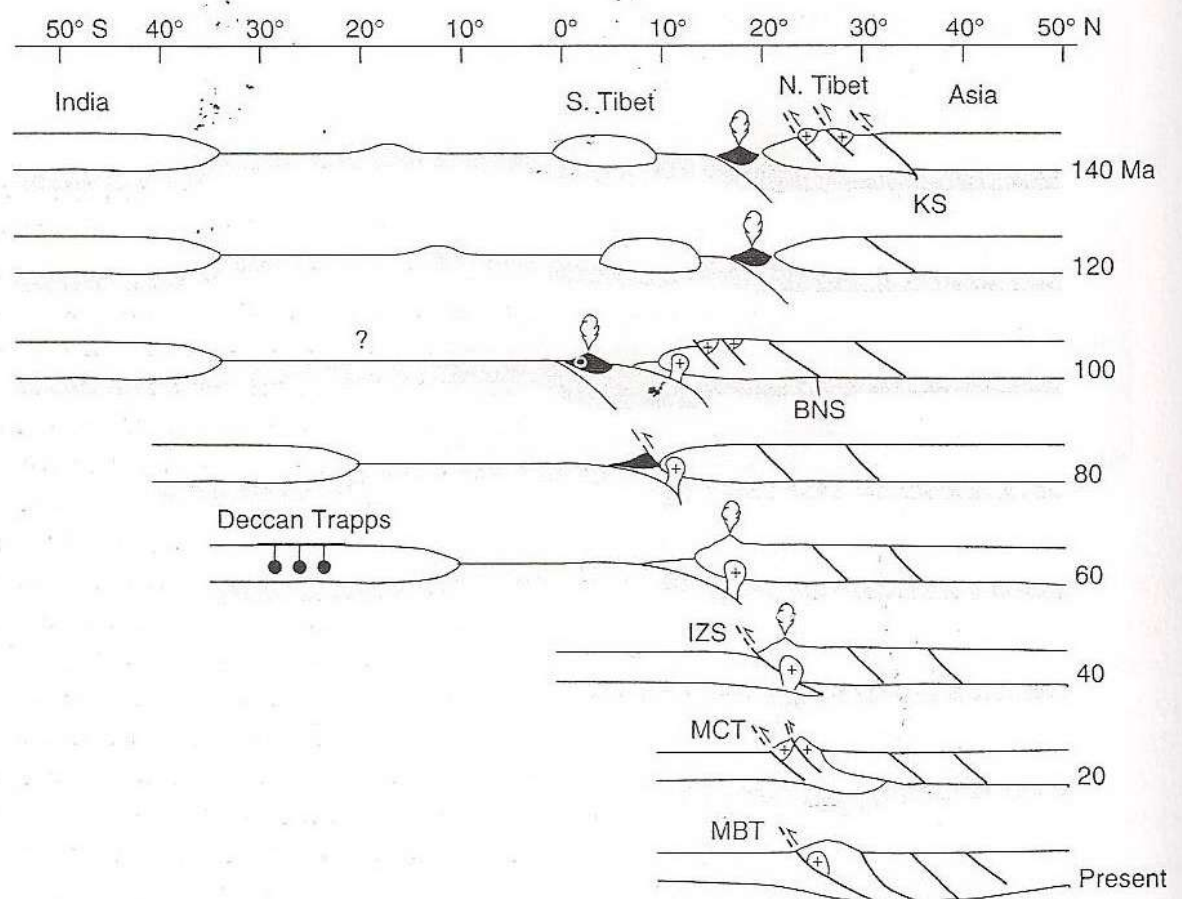 50° S 40° 30° 20° 10° 0° 10° 20° 30° 40° 50° N
India S. Tibet N. Tibet Asia
140 Ma
KS
120
?
100
BNS
80
Deccan Trapps
60
IZS
40
MCT
20
MBT
Present